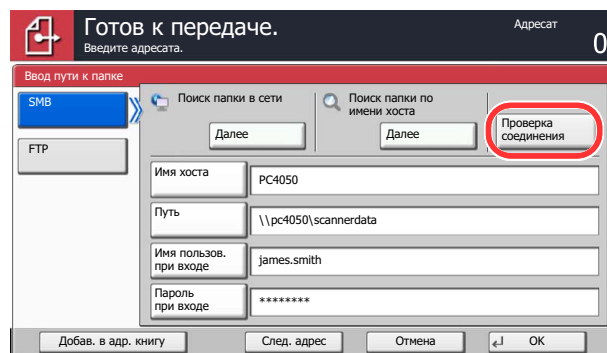 Готов к передаче.
Адресат
Введите адресата.
0
Ввод пути к папке
SMB
FTP
Поиск папки в сети
Далее
Поиск папки по
имени хоста
Далее
Проверка
соединения
Имя хоста
PC4050
Путь
\\pc4050\scannerdata
Имя пользов.
при входе
james.smith
Пароль
при входе
********
Добав. в адр. книгу
След. адрес
Отмена
OK